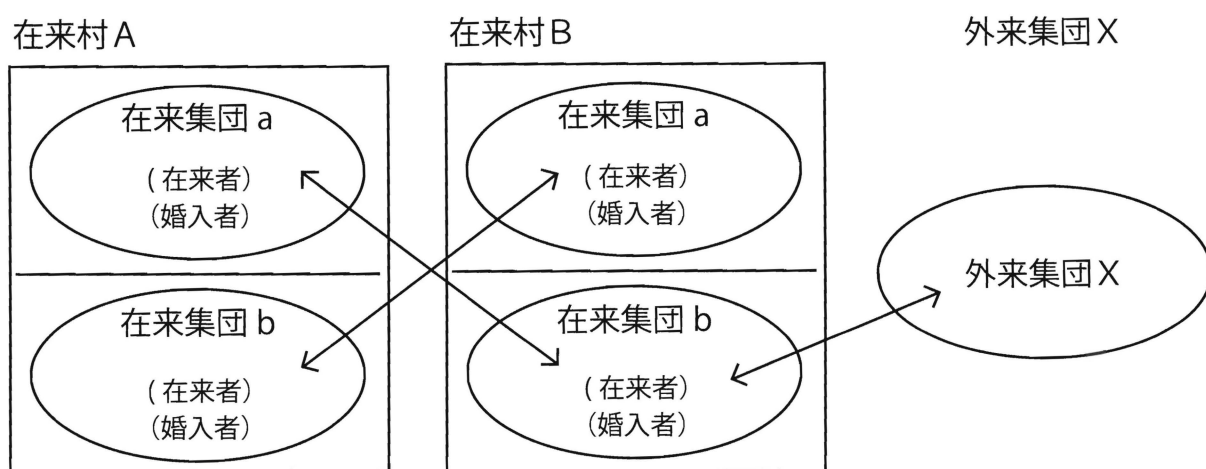 在来村A
在来集団 a
(在来者)
(婚入者)
在来集団 b
(在来者)
(婚入者)
在来村B
在来集団 a
(在来者)
(婚入者)
在来集団 b
(在来者)
(婚入者)
外来集団X
外来集団X